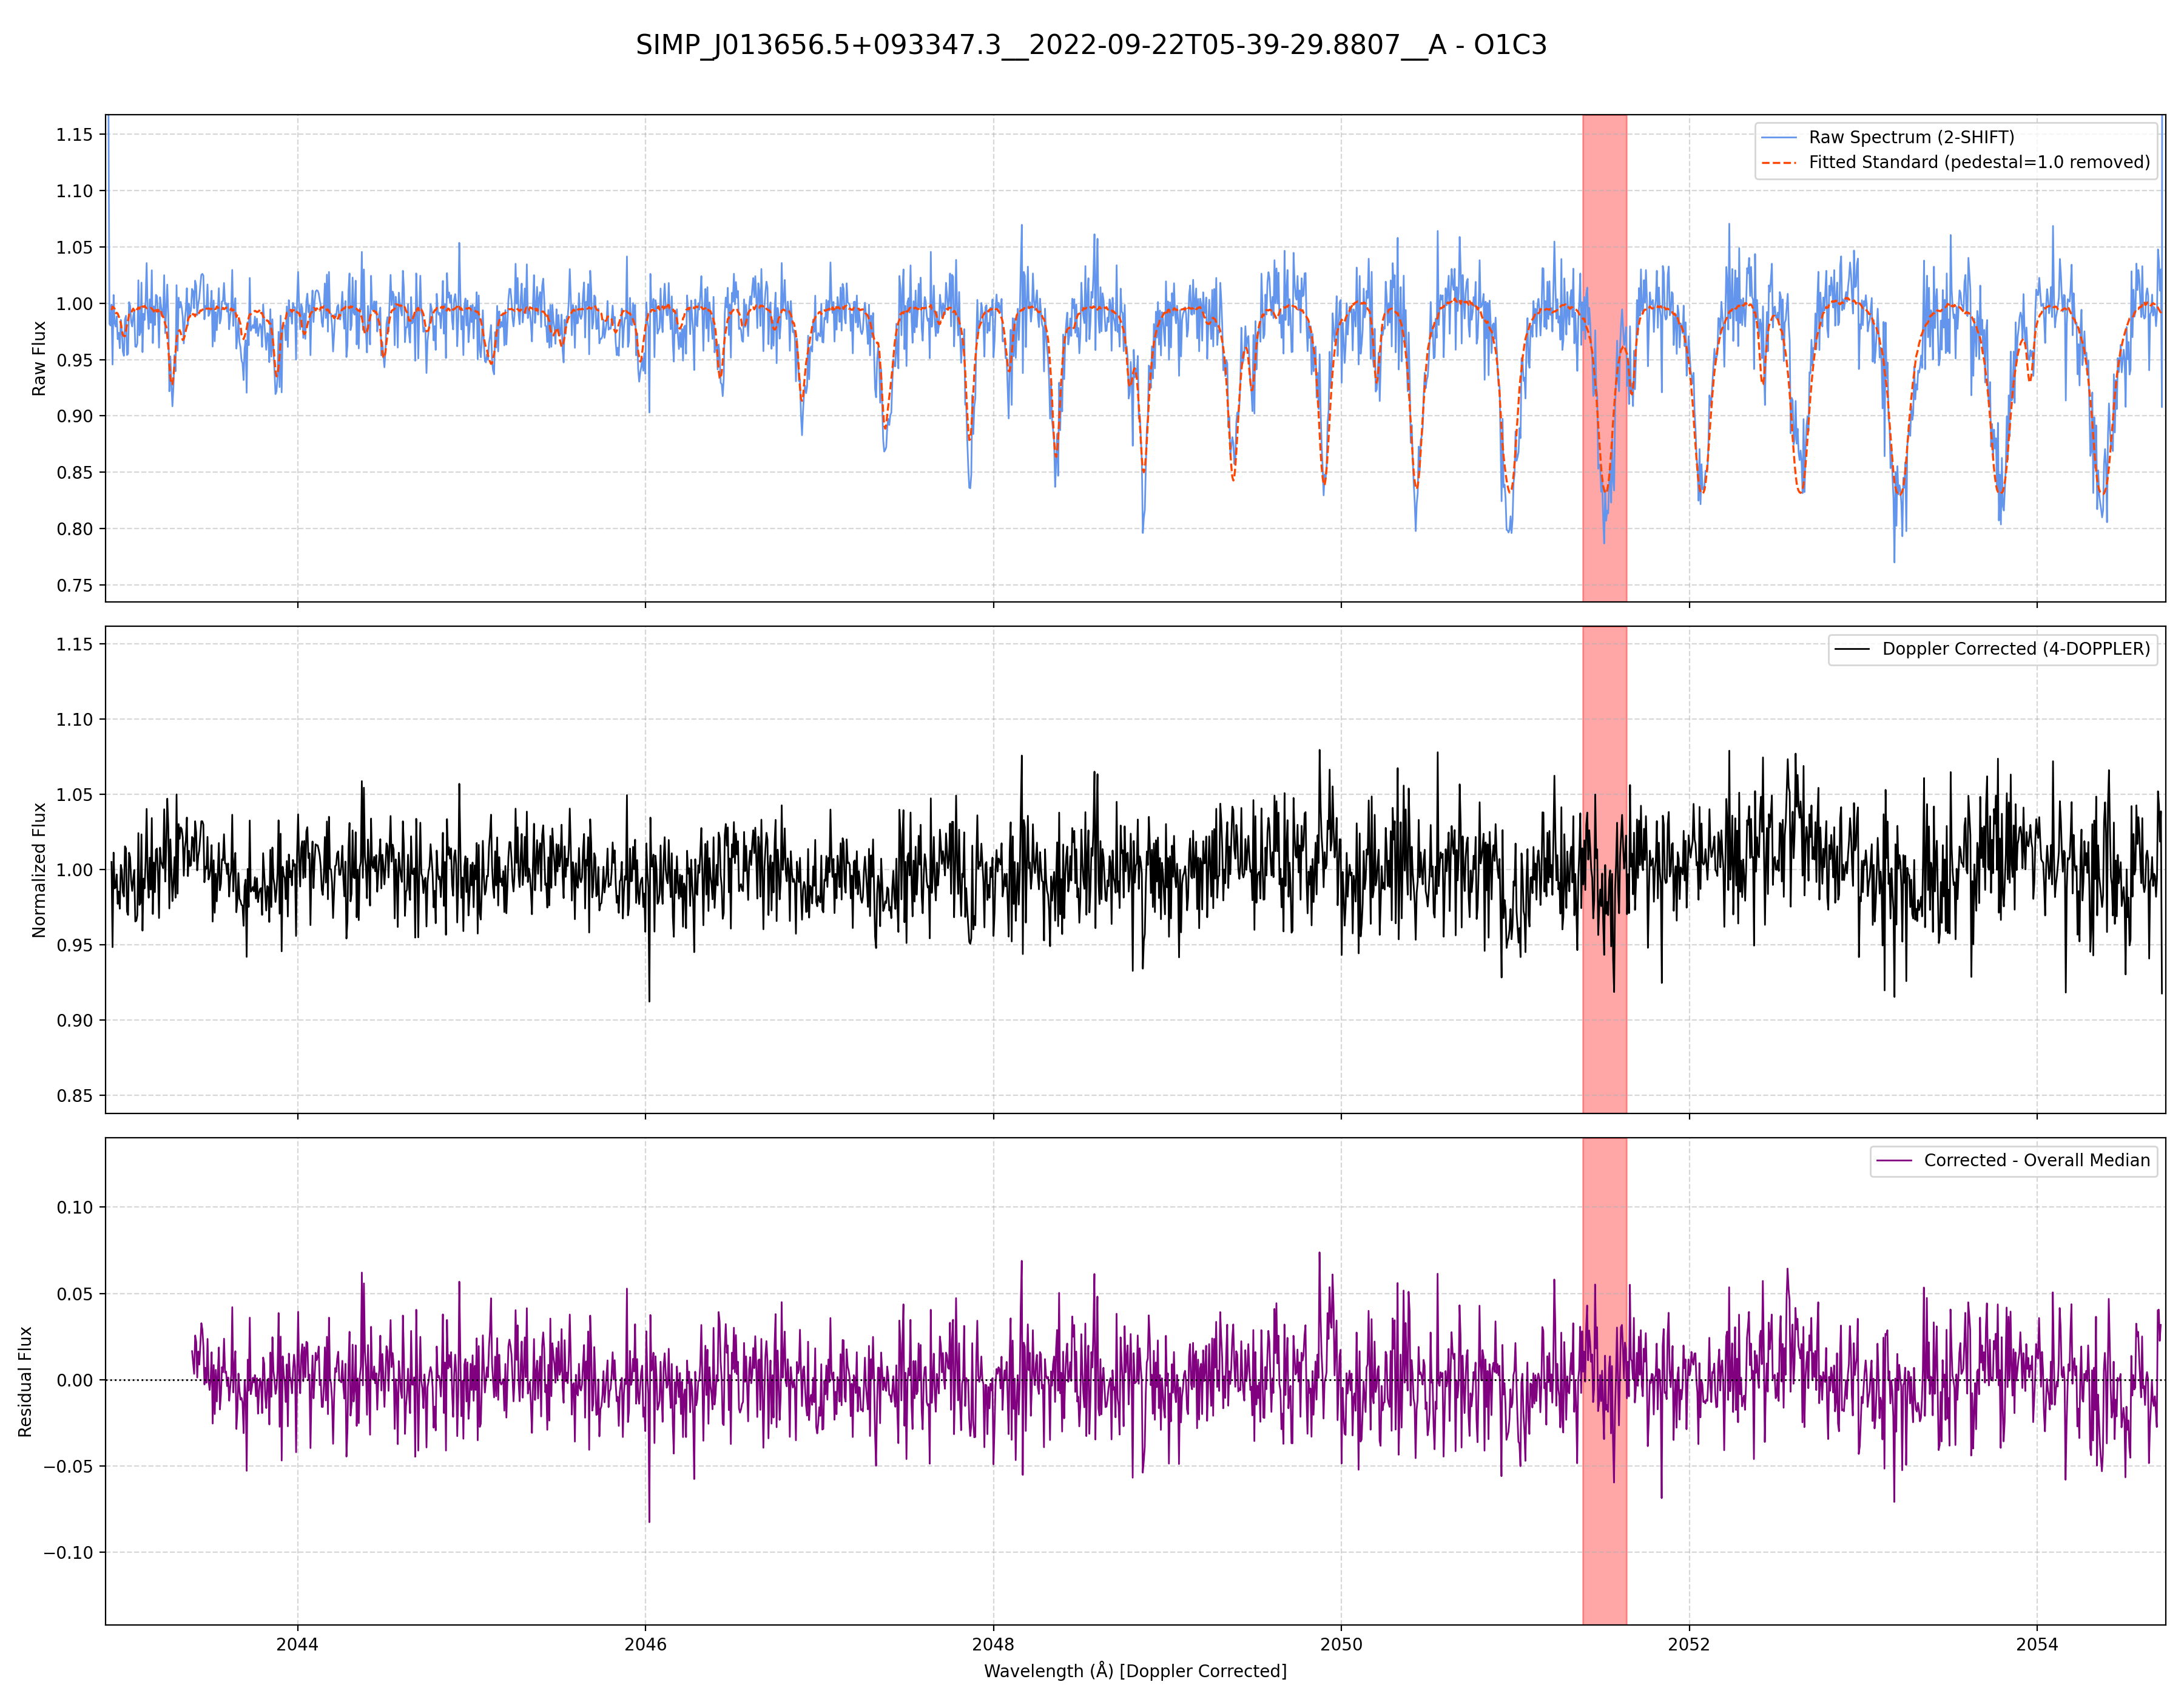 SIMP_J013656.5+093347.3__2022-09-22T05-39-29.8807__A - O1C3
Raw Flux
1.15
1.10
1.05
1.00
0.95
0.90
0.85
0.80
0.75
Raw Spectrum (2-SHIFT)
Fitted Standard (pedestal=1.0 removed)
Normalized Flux
1.15
1.10
1.05
1.00
0.95
0.90
0.85
Doppler Corrected (4-DOPPLER)
Residual Flux
0.10
0.05
0.00
−0.05
−0.10
Corrected - Overall Median
2044 2046 2048 2050 2052 2054
Wavelength (Å) [Doppler Corrected]